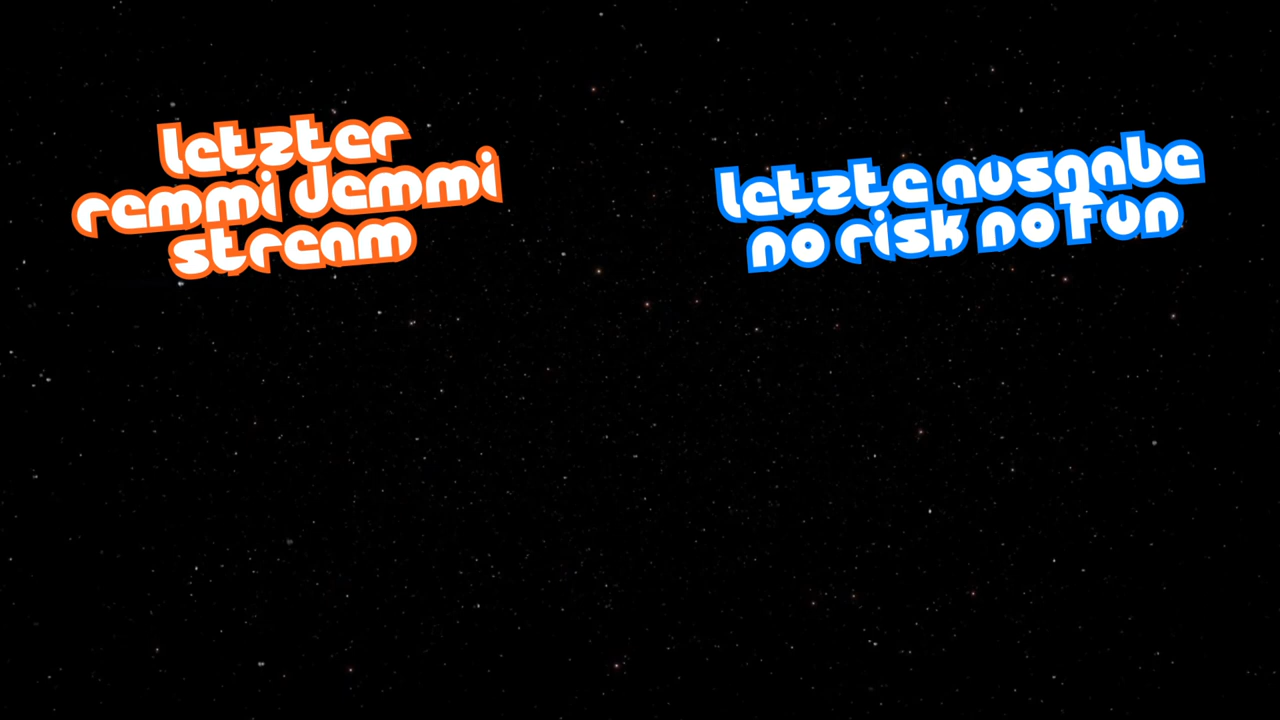 letzter
remmi demmi
stream
letzte ausgabe
no risk no fun